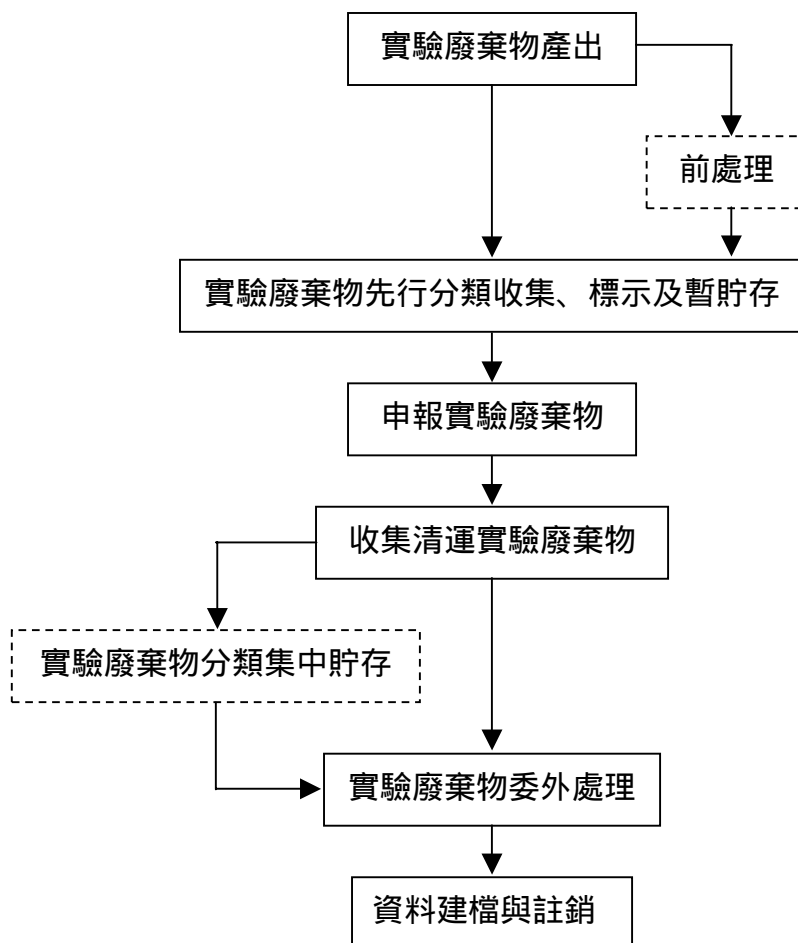 實驗廢棄物產出
前處理
實驗廢棄物先行分類收集、標示及暫貯存
申報實驗廢棄物
收集清運實驗廢棄物
實驗廢棄物分類集中貯存
實驗廢棄物委外處理
資料建檔與註銷